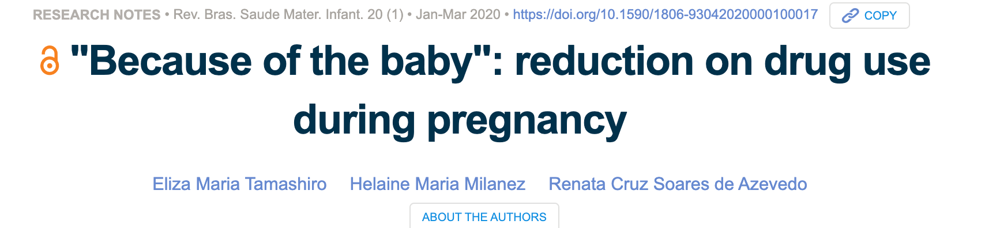 RESEARCH NOTES • Rev. Bras. Saude Mater. Infant. 20 (1) • Jan-Mar 2020 • https://doi.org/10.1590/1806-93042020000100017 COPY
"Because of the baby": reduction on drug use
during pregnancy
Eliza Maria Tamashiro Helaine Maria Milanez Renata Cruz Soares de Azevedo
ABOUT THE AUTHORS